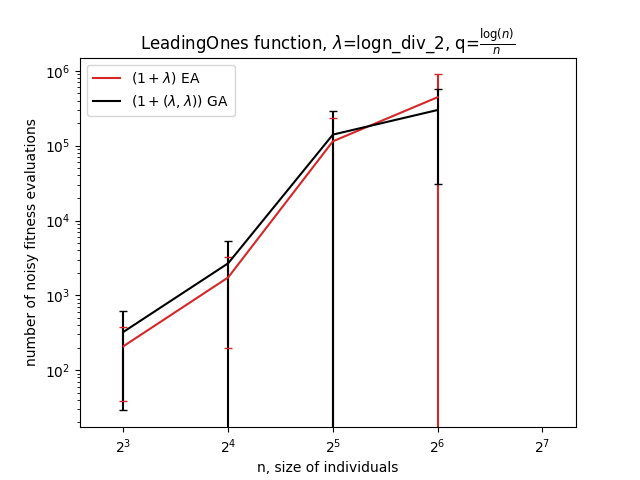 LeadingOnes function, λ=logn_div_2, q=$\frac{\log(n)}{n}$
(1 + λ) EA
(1 + (λ, λ)) GA
number of noisy fitness evaluations
10⁶
10⁵
10⁴
10³
10²
2³ 2⁴ 2⁵ 2⁶ 2⁷
n, size of individuals